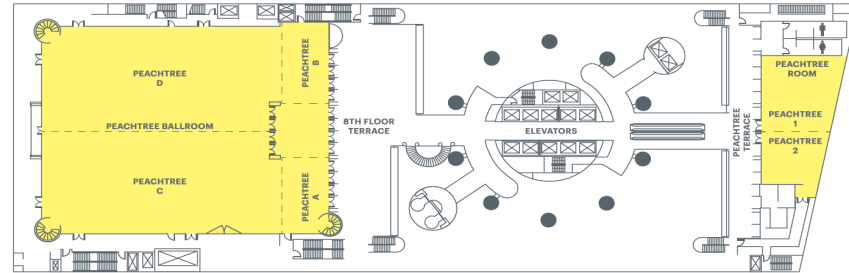 PEACHTREE
D
PEACHTREE
B
PEACHTREE BALLROOM
PEACHTREE
C
PEACHTREE
A
8TH FLOOR
TERRACE
ELEVATORS
PEACHTREE
TERRACE
PEACHTREE
ROOM
PEACHTREE
1
PEACHTREE
2